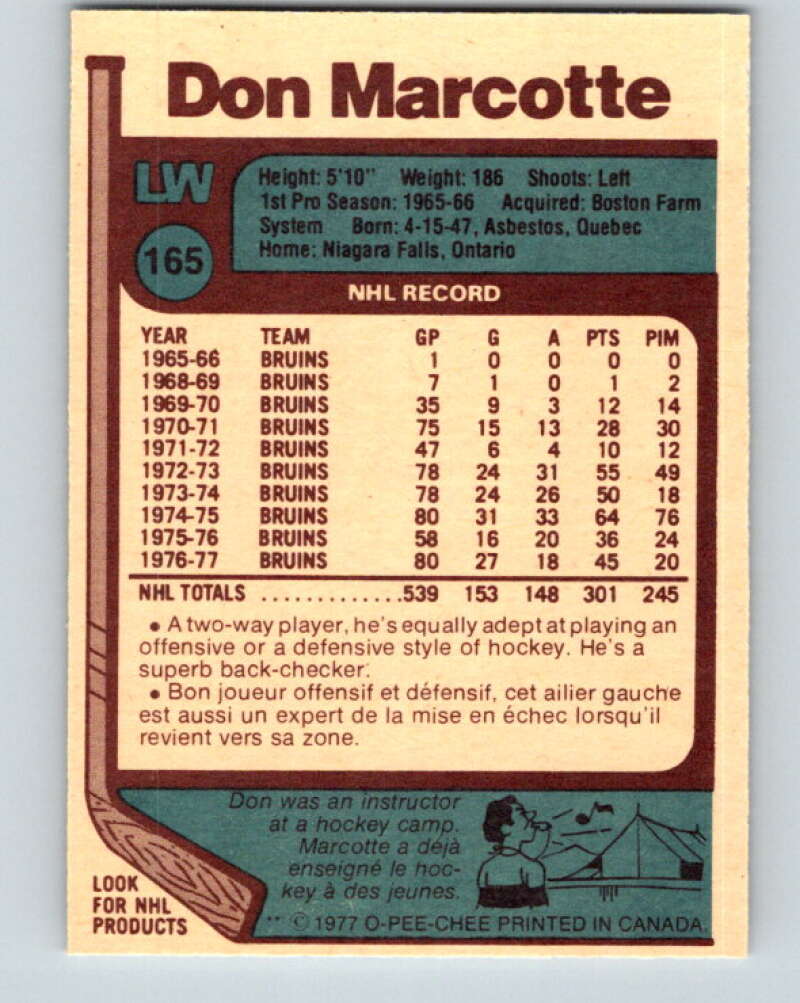 Don Marcotte
LW
165
Height: 5'10" Weight: 186 Shoots: Left
1st Pro Season: 1965-66 Acquired: Boston Farm
System Born: 4-15-47, Asbestos, Quebec
Home: Niagara Falls, Ontario
NHL RECORD
YEAR TEAM GP G A PTS PIM
1965-66 BRUINS 1 0 0 0 0
1968-69 BRUINS 7 1 0 1 2
1969-70 BRUINS 35 9 3 12 14
1970-71 BRUINS 75 15 13 28 30
1971-72 BRUINS 47 6 4 10 12
1972-73 BRUINS 78 24 31 55 49
1973-74 BRUINS 78 24 26 50 18
1974-75 BRUINS 80 31 33 64 76
1975-76 BRUINS 58 16 20 36 24
1976-77 BRUINS 80 27 18 45 20
NHL TOTALS .............539 153 148 301 245
• A two-way player, he's equally adept at playing an
offensive or a defensive style of hockey. He's a
superb back-checker.
• Bon joueur offensif et défensif, cet ailier gauche
est aussi un expert de la mise en échec lorsqu'il
revient vers sa zone.
Don was an instructor
at a hockey camp.
Marcotte a déjà
enseigné le hoc-
key à des jeunes.
LOOK
FOR NHL
PRODUCTS
** © 1977 O-PEE-CHEE PRINTED IN CANADA.